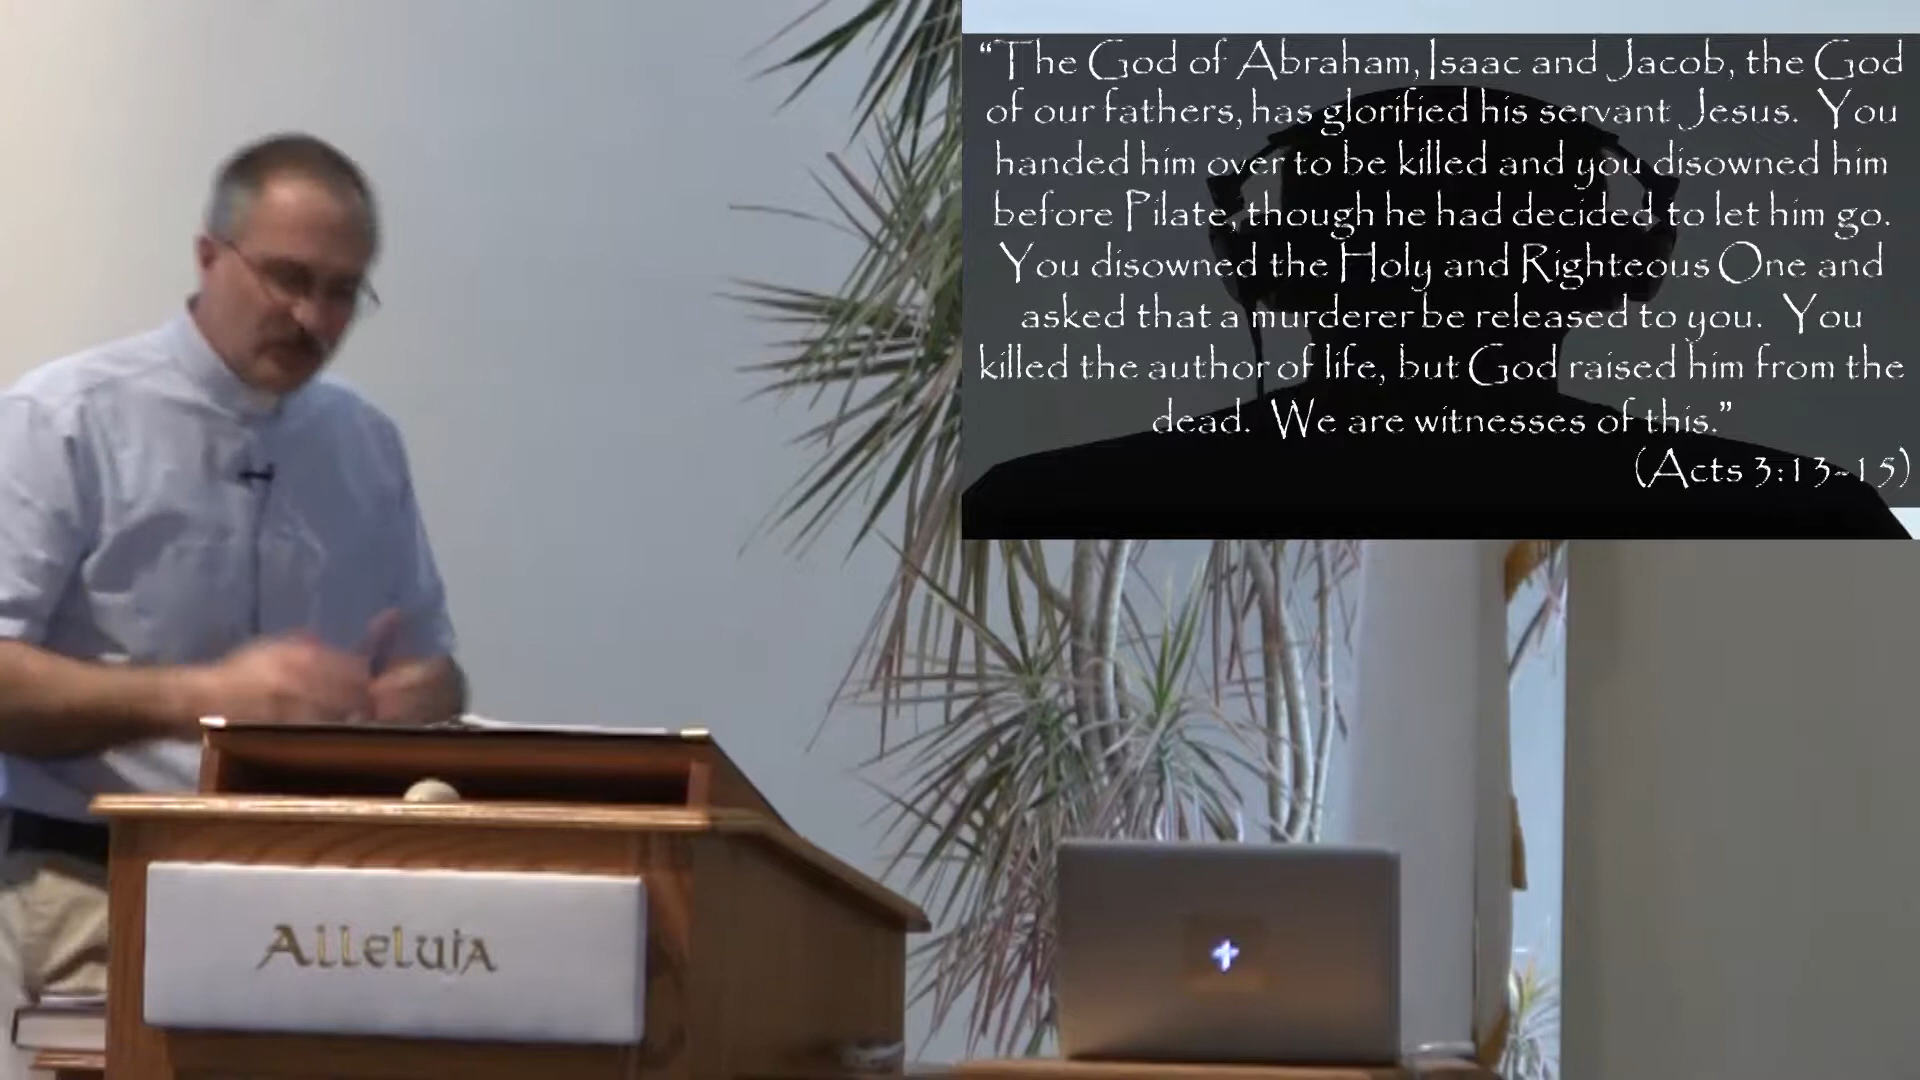 “The God of Abraham, Isaac and Jacob, the God
of our fathers, has glorified his servant Jesus. You
handed him over to be killed and you disowned him
before Pilate, though he had decided to let him go.
You disowned the Holy and Righteous One and
asked that a murderer be released to you. You
killed the author of life, but God raised him from the
dead. We are witnesses of this.”
(Acts 3:13-15)
Alleluia